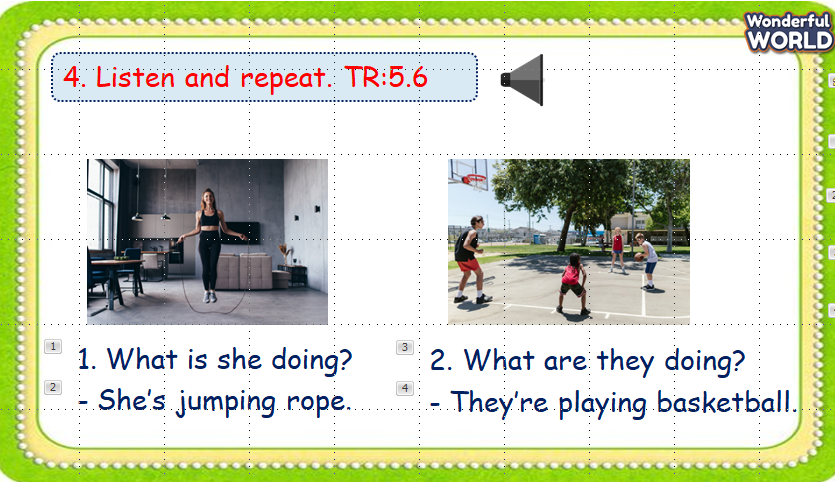 Wonderful
WORLD
4. Listen and repeat. TR:5.6
1
1. What is she doing?
2
- She's jumping rope.
3
2. What are they doing?
4
- They're playing basketball.